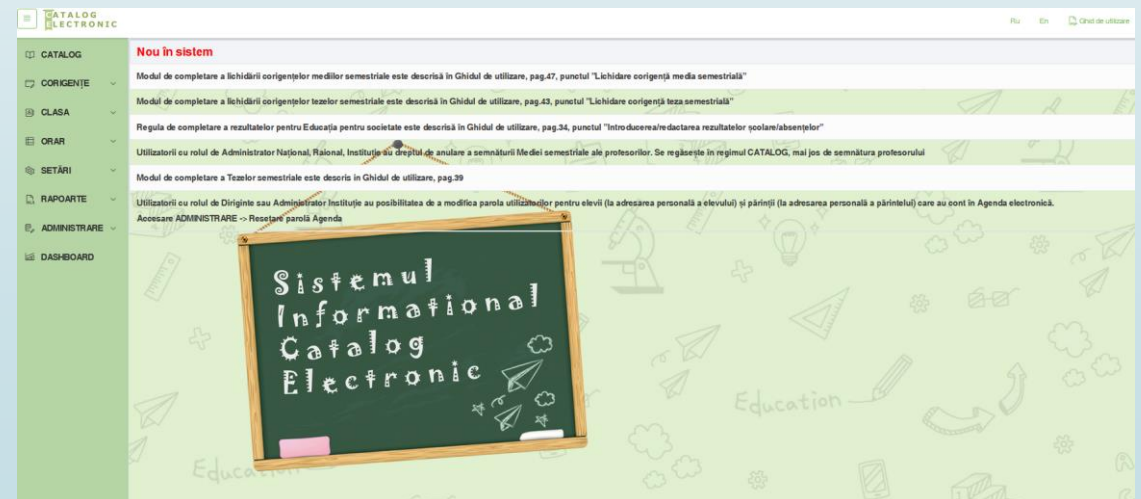 CATALOG
ELECTRONIC
Ru En Ghid de utilizare
CATALOG
CORIGENȚE
CLASA
ORAR
SETĂRI
RAPOARTE
ADMINISTRARE
DASHBOARD
Nou în sistem
Modul de completare a lichidării corigențelor mediilor semestriale este descrisă în Ghidul de utilizare, pag.47, punctul "Lichidare corigență media semestrială"
Modul de completare a lichidării corigențelor tezelor semestriale este descrisă în Ghidul de utilizare, pag.43, punctul "Lichidare corigență teza semestrială"
Regula de completare a rezultatelor pentru Educația pentru societate este descrisă în Ghidul de utilizare, pag.34, punctul "Introducerea/redactarea rezultatelor școlare/absențelor"
Utilizatorii cu rolul de Administrator Național, Raional, Instituție au dreptul de anulare a semnăturii Mediei semestriale ale profesorilor. Se regăsește în regimul CATALOG, mai jos de semnătura profesorului
Modul de completare a Tezelor semestriale este descris in Ghidul de utilizare, pag.39
Utilizatorii cu rolul de Diriginte sau Administrator Instituție au posibilitatea de a modifica parola utilizatorilor pentru elevii (la adresarea personală a elevului) și părinții (la adresarea personală a părintelui) care au cont în Agenda electronică.
Accesare ADMINISTRARE -> Resetare parolă Agenda
Sistemul
Informational
Catalog
Electronic
Education
Education